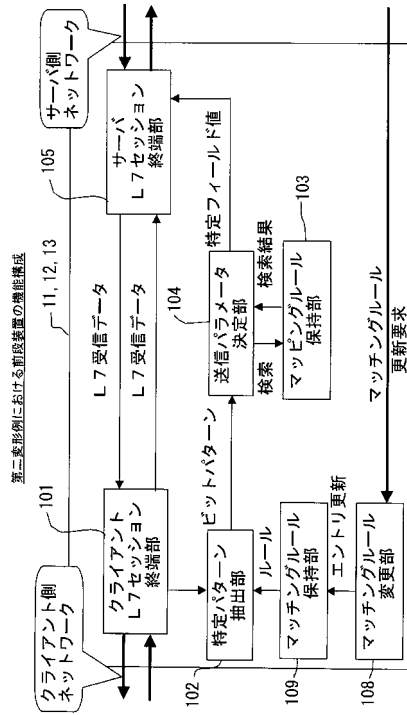 第二変形例における前段装置の機能構成
11, 12, 13
クライアント側
ネットワーク
サーバ側
ネットワーク
101
クライアント
L7セッション
終端部
L7受信データ
L7受信データ
105
サーバ
L7セッション
終端部
102
特定パターン
抽出部
ビットパターン
104
送信パラメータ
決定部
特定フィールド値
検索
検索結果
103
マッピングルール
保持部
ルール
109
マッチングルール
保持部
エントリ更新
108
マッチングルール
変更部
マッチングルール
更新要求